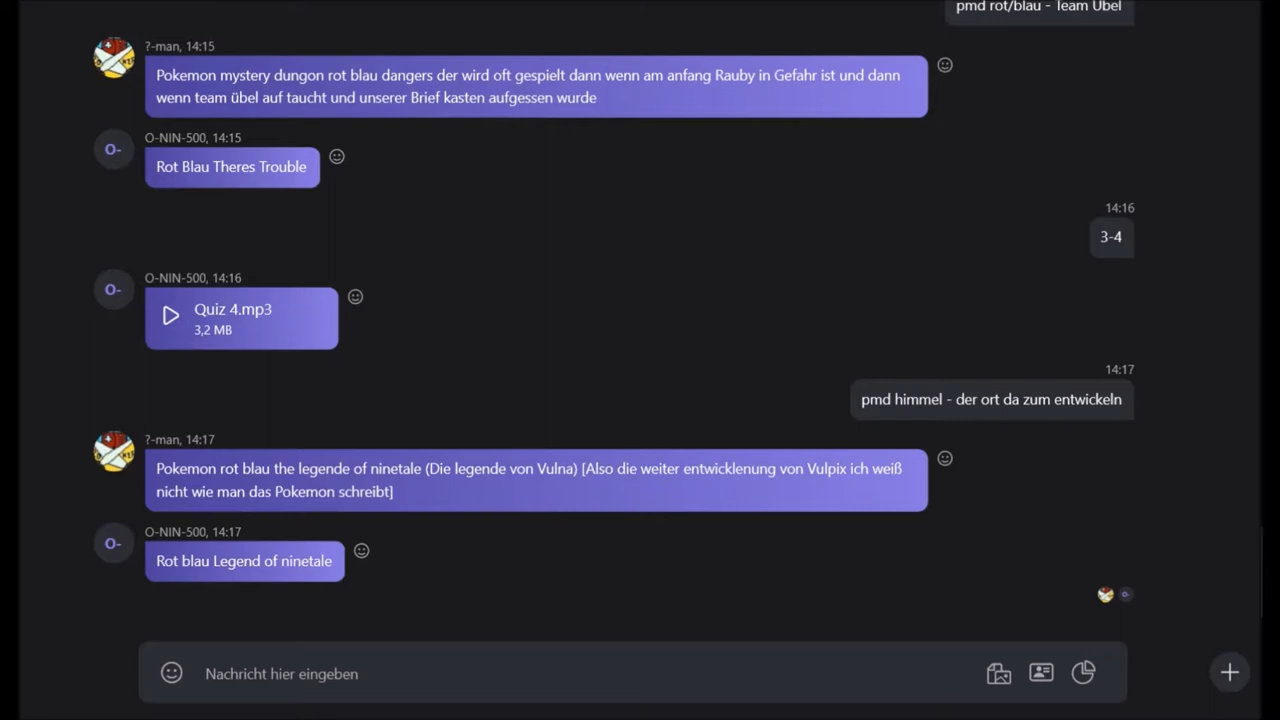 pmd rot/blau - Team Übel
?-man, 14:15
Pokemon mystery dungon rot blau dangers der wird oft gespielt dann wenn am anfang Rauby in Gefahr ist und dann
wenn team übel auf taucht und unserer Brief kasten aufgessen wurde
O-NIN-500, 14:15
O-
Rot Blau Theres Trouble
14:16
3-4
O-NIN-500, 14:16
O-
Quiz 4.mp3
3,2 MB
14:17
pmd himmel - der ort da zum entwickeln
?-man, 14:17
Pokemon rot blau the legende of ninetale (Die legende von Vulna) [Also die weiter entwicklenung von Vulpix ich weiß
nicht wie man das Pokemon schreibt]
O-NIN-500, 14:17
O-
Rot blau Legend of ninetale
O-
Nachricht hier eingeben